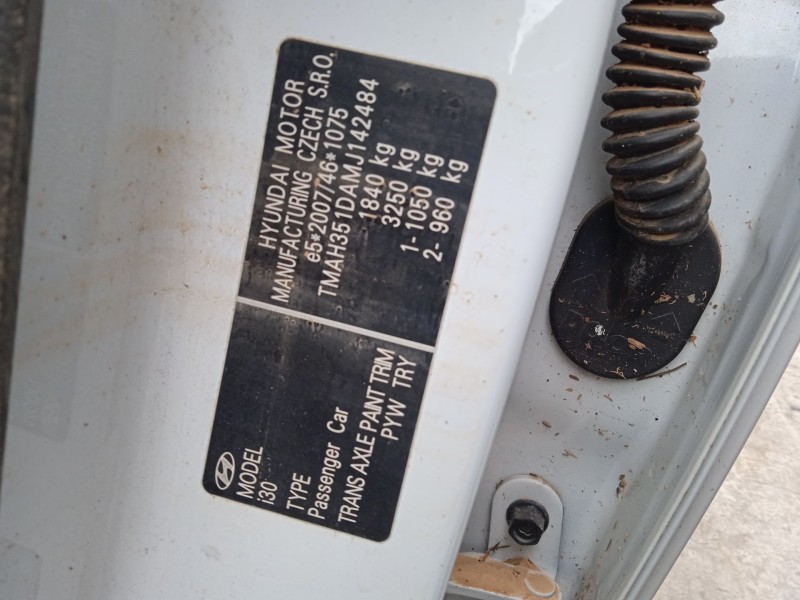 HYUNDAI MOTOR
MANUFACTURING CZECH S.R.O.
e5*2007/46*1075
TMAH351DAMJ142484
1840 kg
3250 kg
1- 1050 kg
2- 960 kg
MODEL
i30
TYPE
Passenger Car
TRANS AXLE PAINT TRIM
PYW TRY